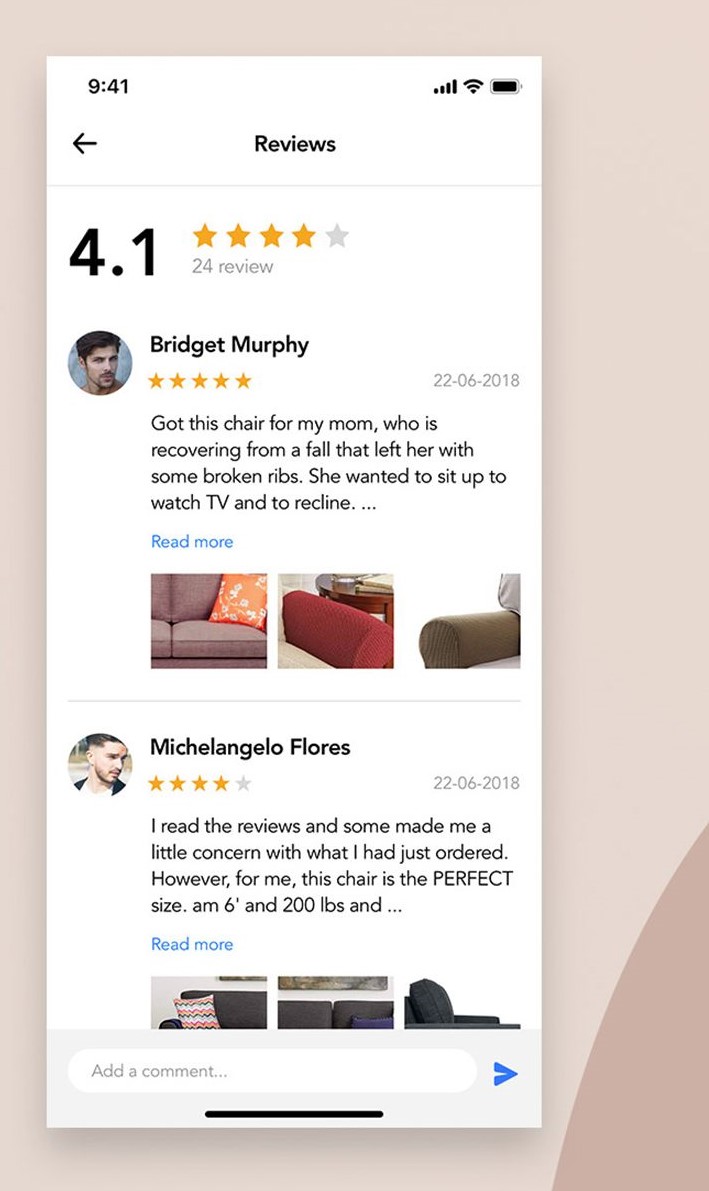 9:41
Reviews
4.1
24 review
Bridget Murphy
22-06-2018
Got this chair for my mom, who is
recovering from a fall that left her with
some broken ribs. She wanted to sit up to
watch TV and to recline. ...
Read more
Michelangelo Flores
22-06-2018
I read the reviews and some made me a
little concern with what I had just ordered.
However, for me, this chair is the PERFECT
size. am 6' and 200 lbs and ...
Read more
Add a comment...